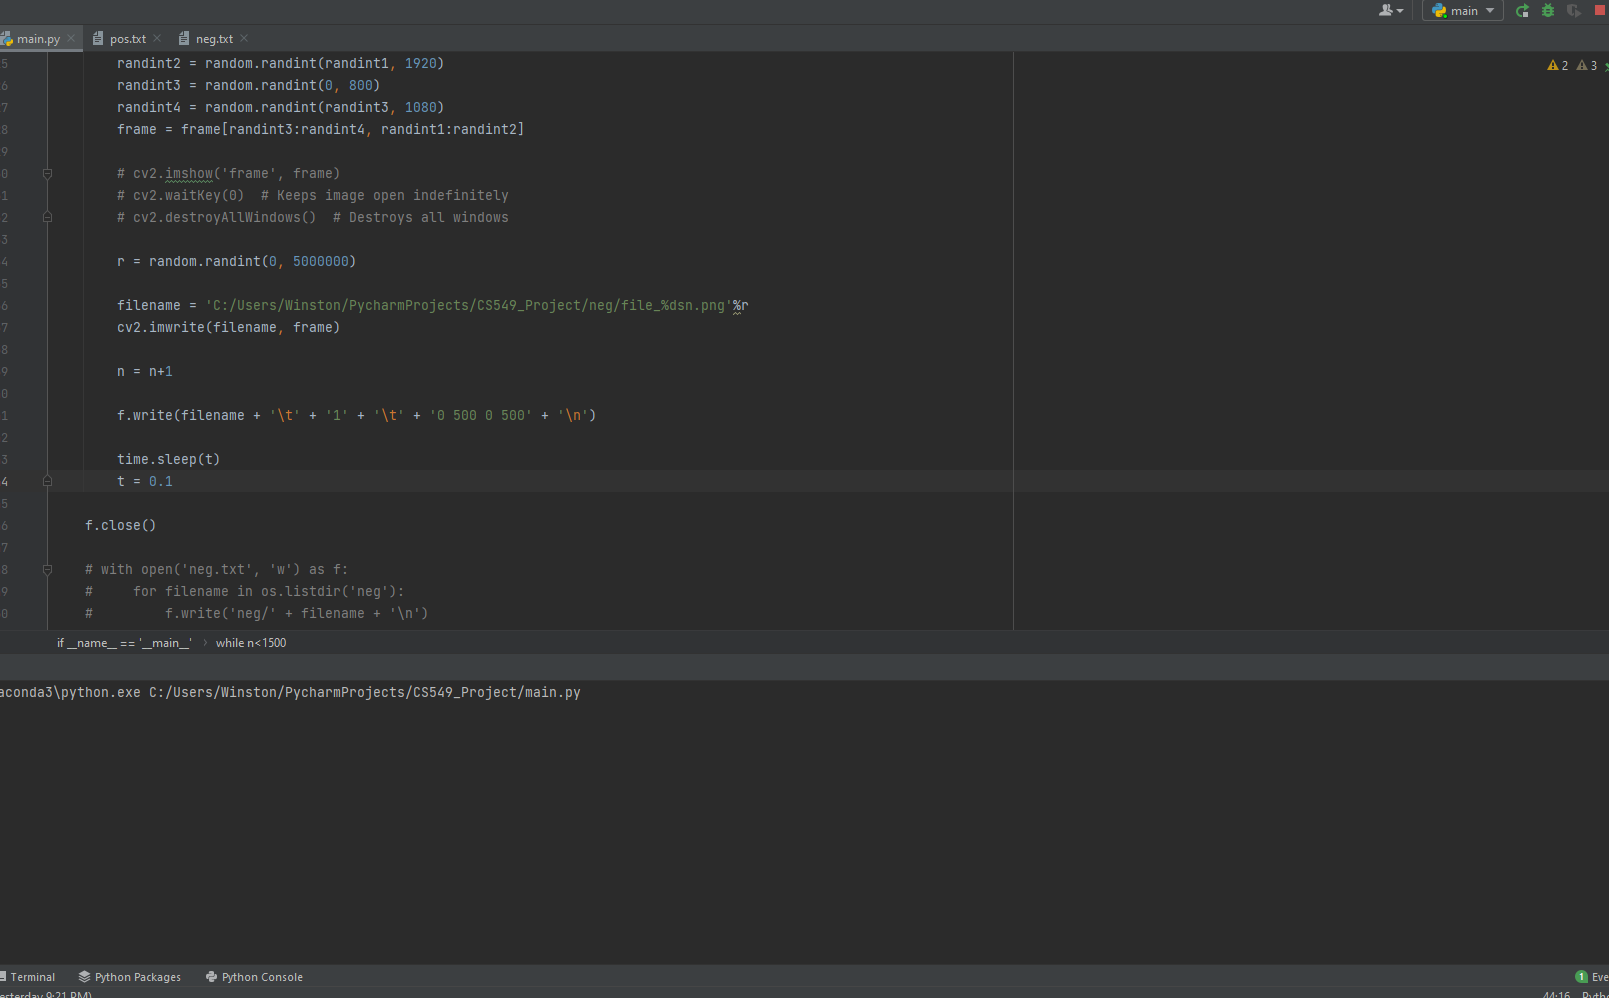 main
main.py
pos.txt
neg.txt
5 randint2 = random.randint(randint1, 1920)
2 3
6 randint3 = random.randint(0, 800)
7 randint4 = random.randint(randint3, 1080)
8 frame = frame[randint3:randint4, randint1:randint2]
9
0 # cv2.imshow('frame', frame)
1 # cv2.waitKey(0)  # Keeps image open indefinitely
2 # cv2.destroyAllWindows()  # Destroys all windows
3
4 r = random.randint(0, 5000000)
5
6 filename = 'C:/Users/Winston/PycharmProjects/CS549_Project/neg/file_%dsn.png'%r
7 cv2.imwrite(filename, frame)
8
9 n = n+1
0
1 f.write(filename + '\t' + '1' + '\t' + '0 500 0 500' + '\n')
2
3 time.sleep(t)
4 t = 0.1
5
6 f.close()
7
8 # with open('neg.txt', 'w') as f:
9 #     for filename in os.listdir('neg'):
0 #         f.write('neg/' + filename + '\n')
if __name__ == '__main__' › while n<1500
aconda3\python.exe C:/Users/Winston/PycharmProjects/CS549_Project/main.py
Terminal
Python Packages
Python Console
1 Eve
esterday 9:21 PM)
44:16 Pytho